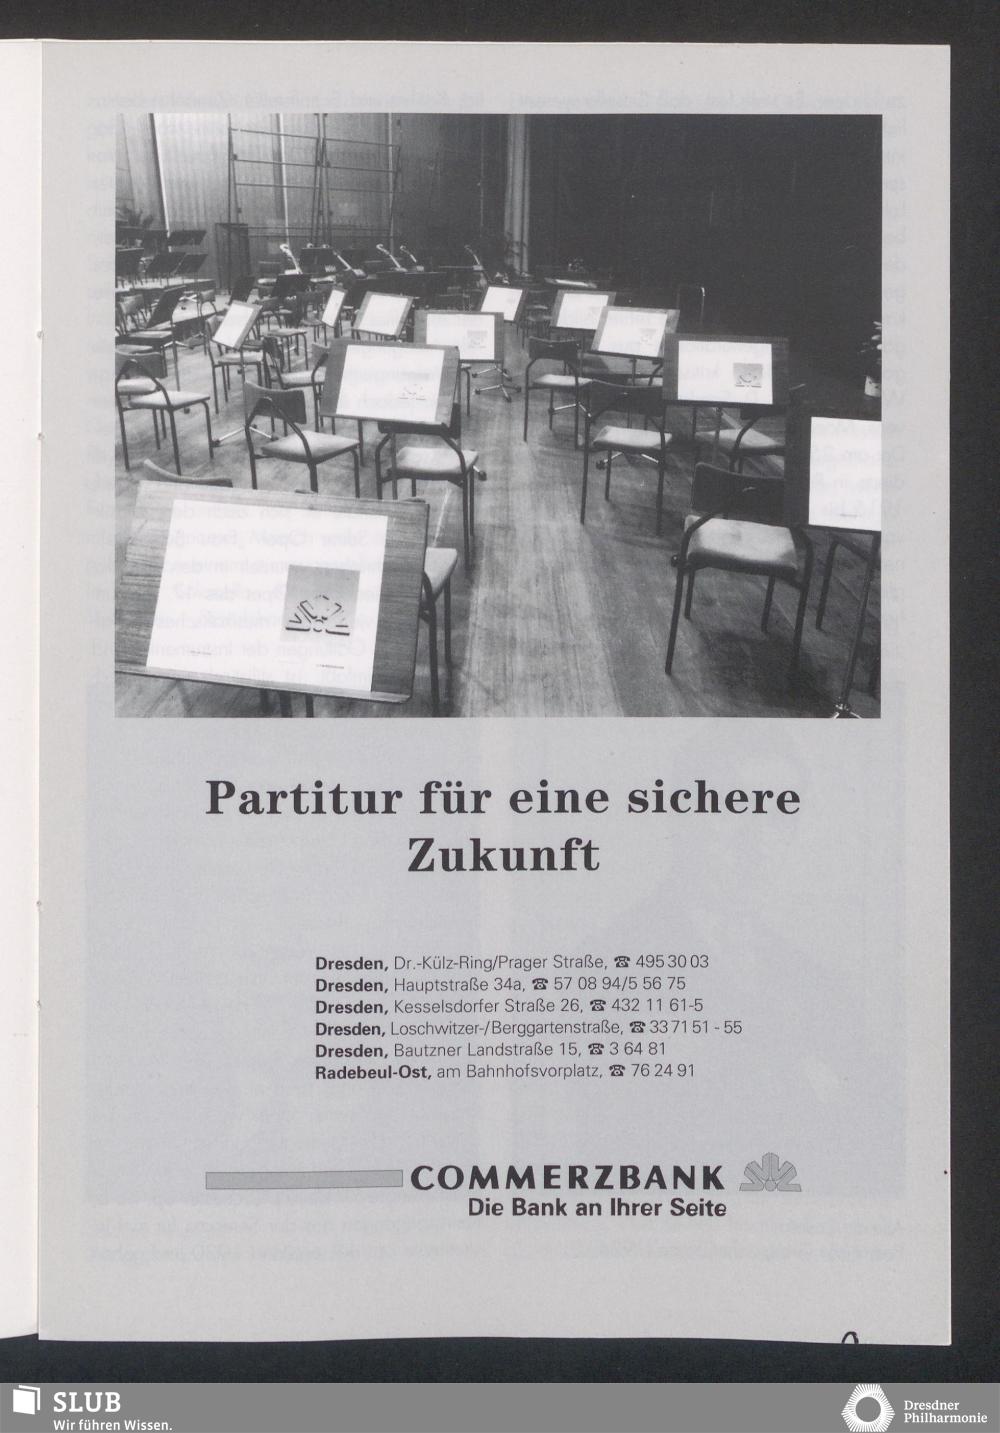 Partitur für eine sichere
Zukunft
Dresden, Dr.-Külz-Ring/Prager Straße, ☎ 495 30 03
Dresden, Hauptstraße 34a, ☎ 57 08 94/5 56 75
Dresden, Kesselsdorfer Straße 26, ☎ 432 11 61-5
Dresden, Loschwitzer-/Berggartenstraße, ☎ 33 71 51 - 55
Dresden, Bautzner Landstraße 15, ☎ 3 64 81
Radebeul-Ost, am Bahnhofsvorplatz, ☎ 76 24 91
COMMERZBANK
Die Bank an Ihrer Seite
SLUB
Wir führen Wissen.
Dresdner
Philharmonie